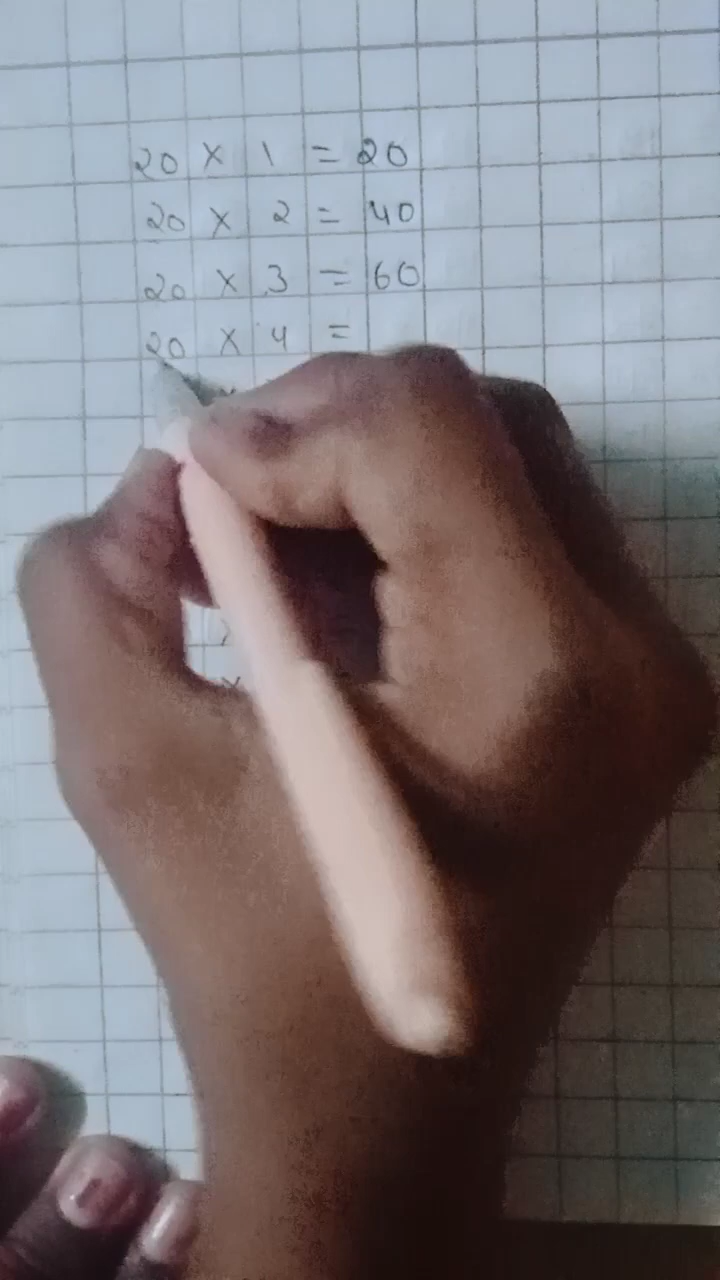 20 × 1 = 20
20 × 2 = 40
20 × 3 = 60
20 × 4 =